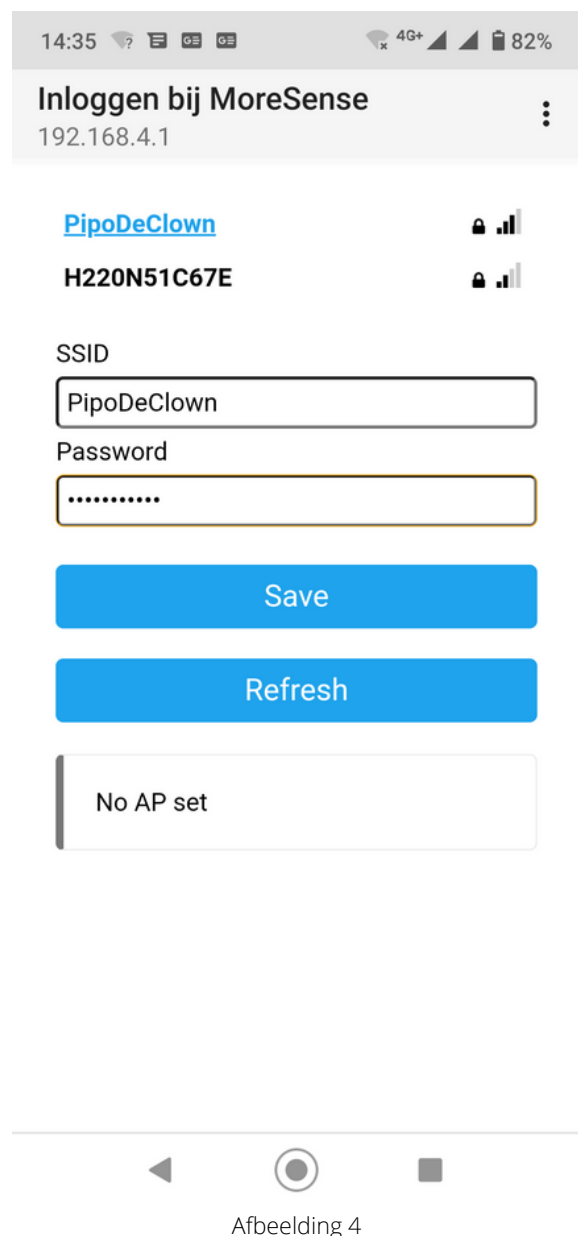 14:35 4G+ 82%
Inloggen bij MoreSense
192.168.4.1
PipoDeClown
H220N51C67E
SSID
PipoDeClown
Password
•••••••••••
Save
Refresh
No AP set
Afbeelding 4